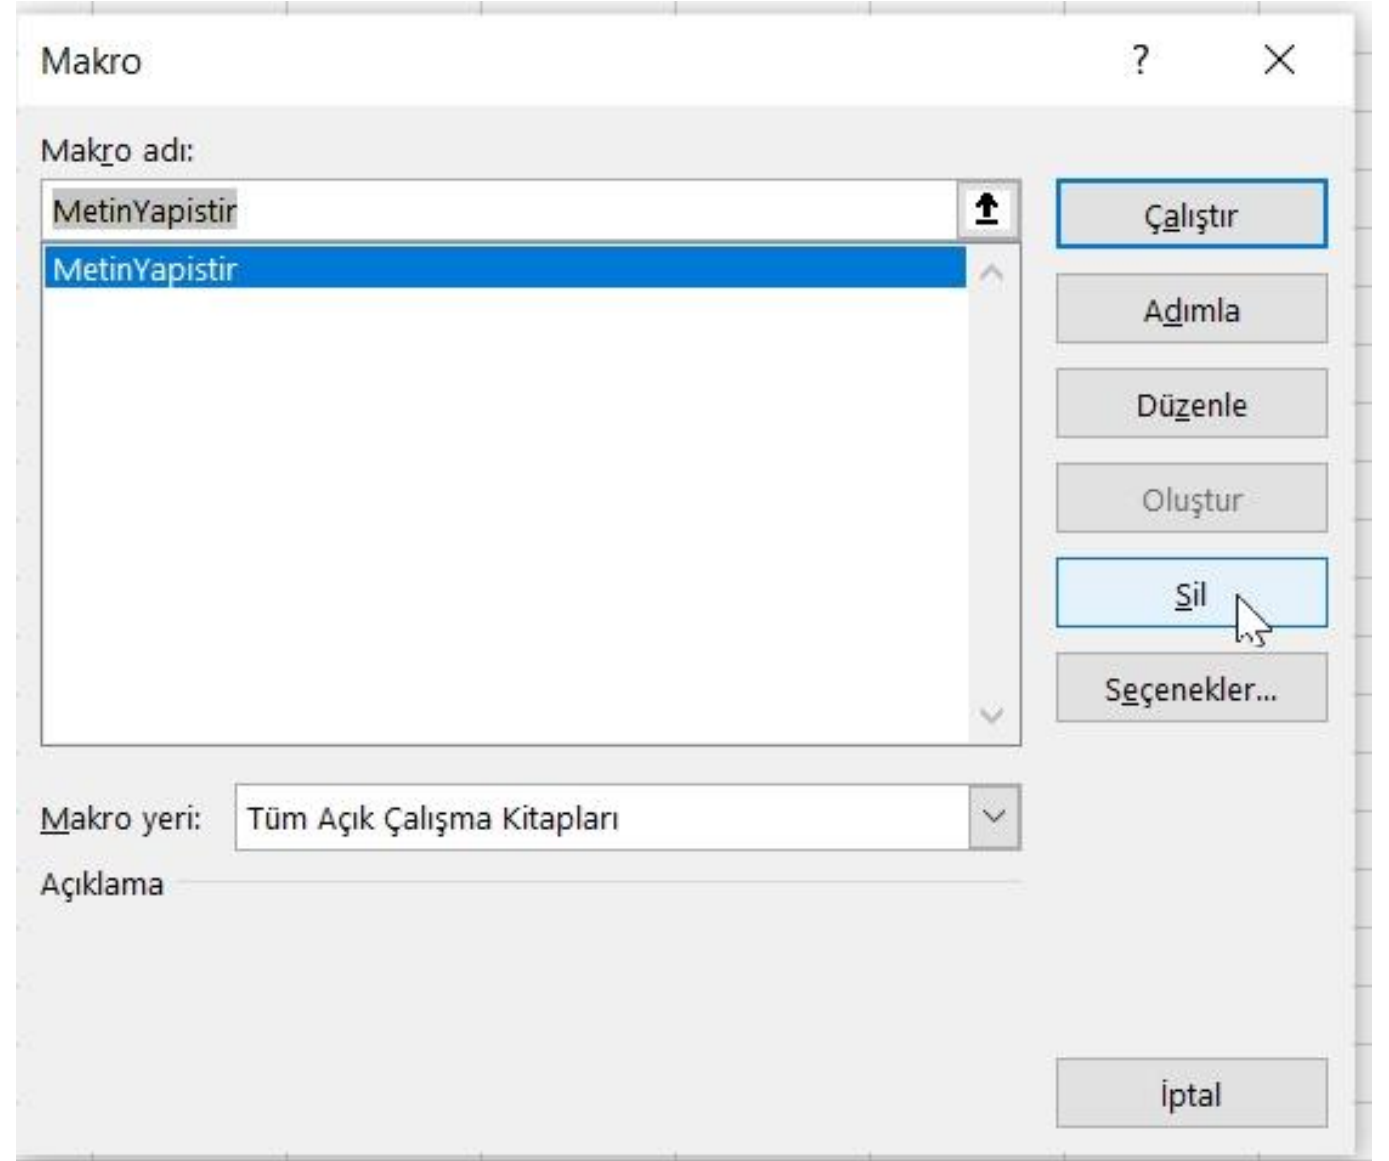 Makro
?
Makro adı:
MetinYapistir
MetinYapistir
Çalıştır
Adımla
Düzenle
Oluştur
Sil
Seçenekler...
Makro yeri: Tüm Açık Çalışma Kitapları
Açıklama
İptal